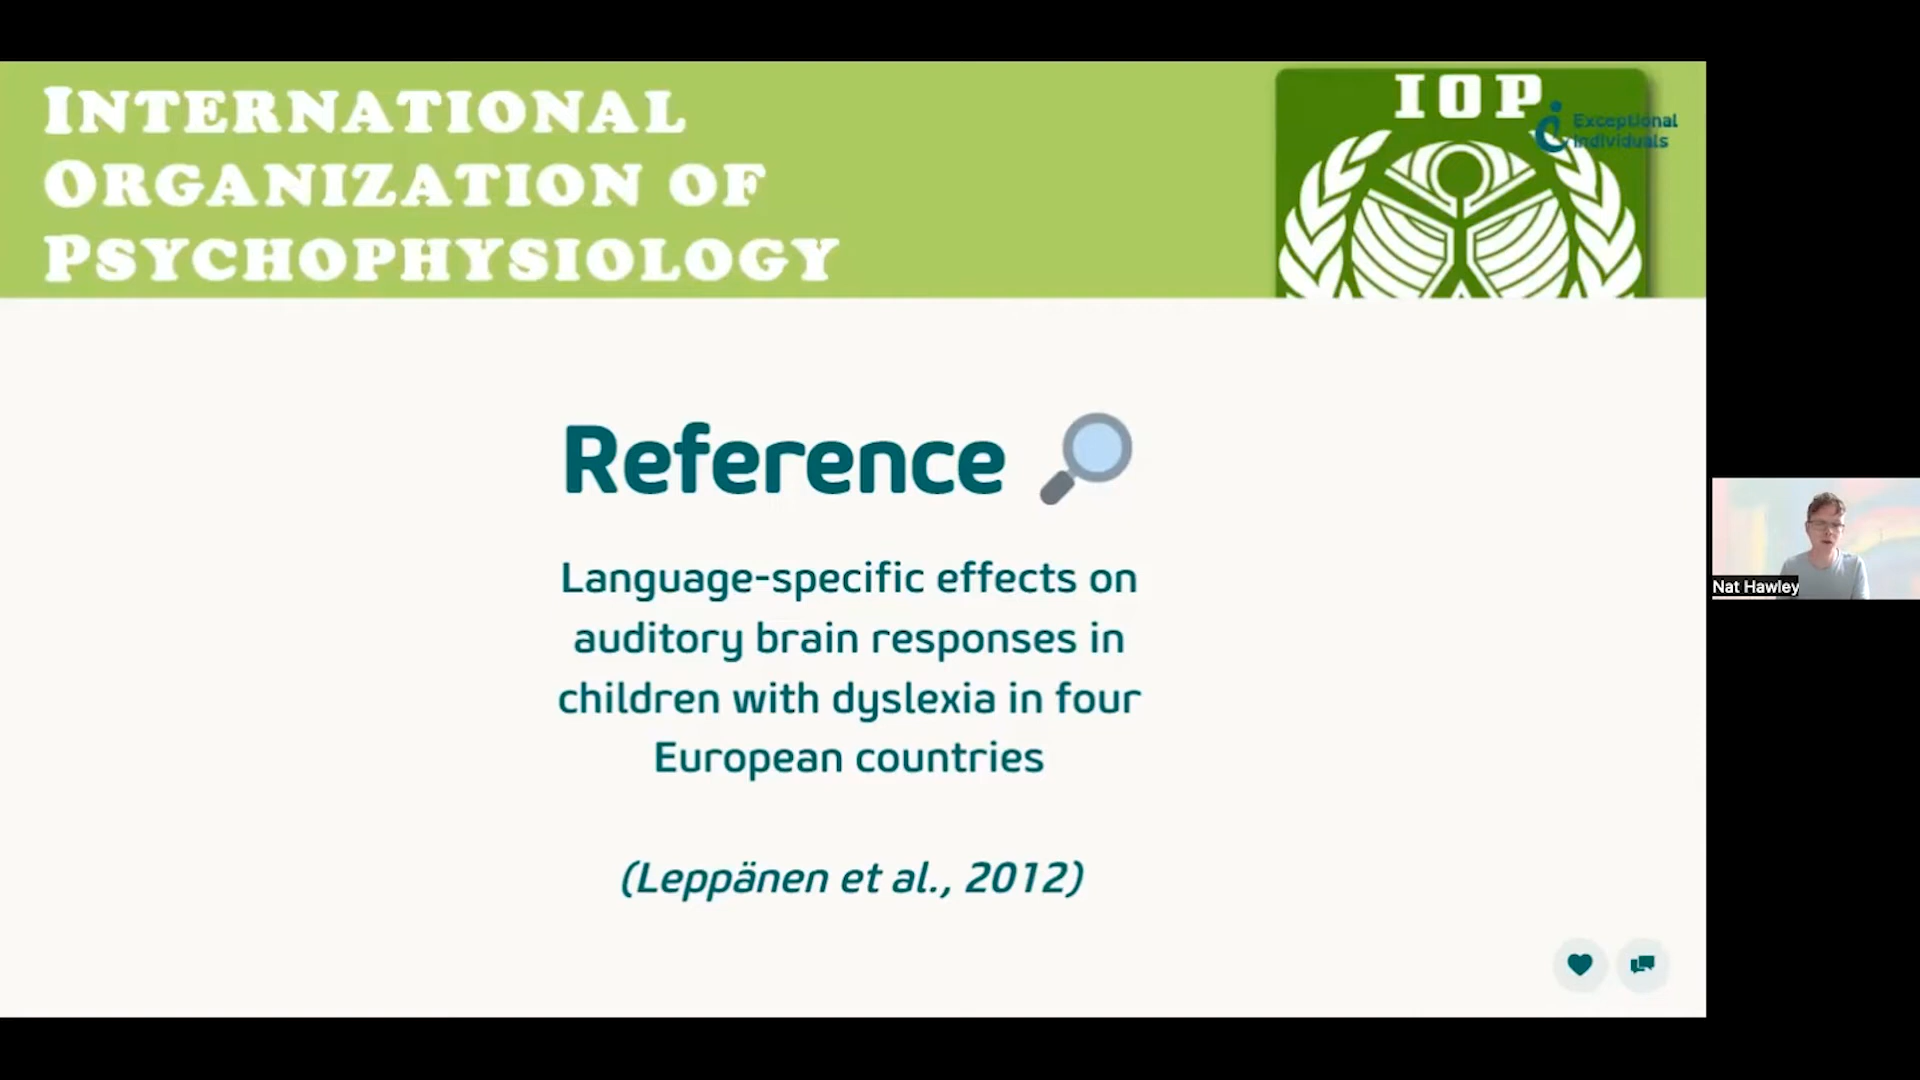 INTERNATIONAL
ORGANIZATION OF
PSYCHOPHYSIOLOGY
IOP
Exceptional
Individuals
Reference
Language-specific effects on
auditory brain responses in
children with dyslexia in four
European countries
(Leppänen et al., 2012)
Nat Hawley